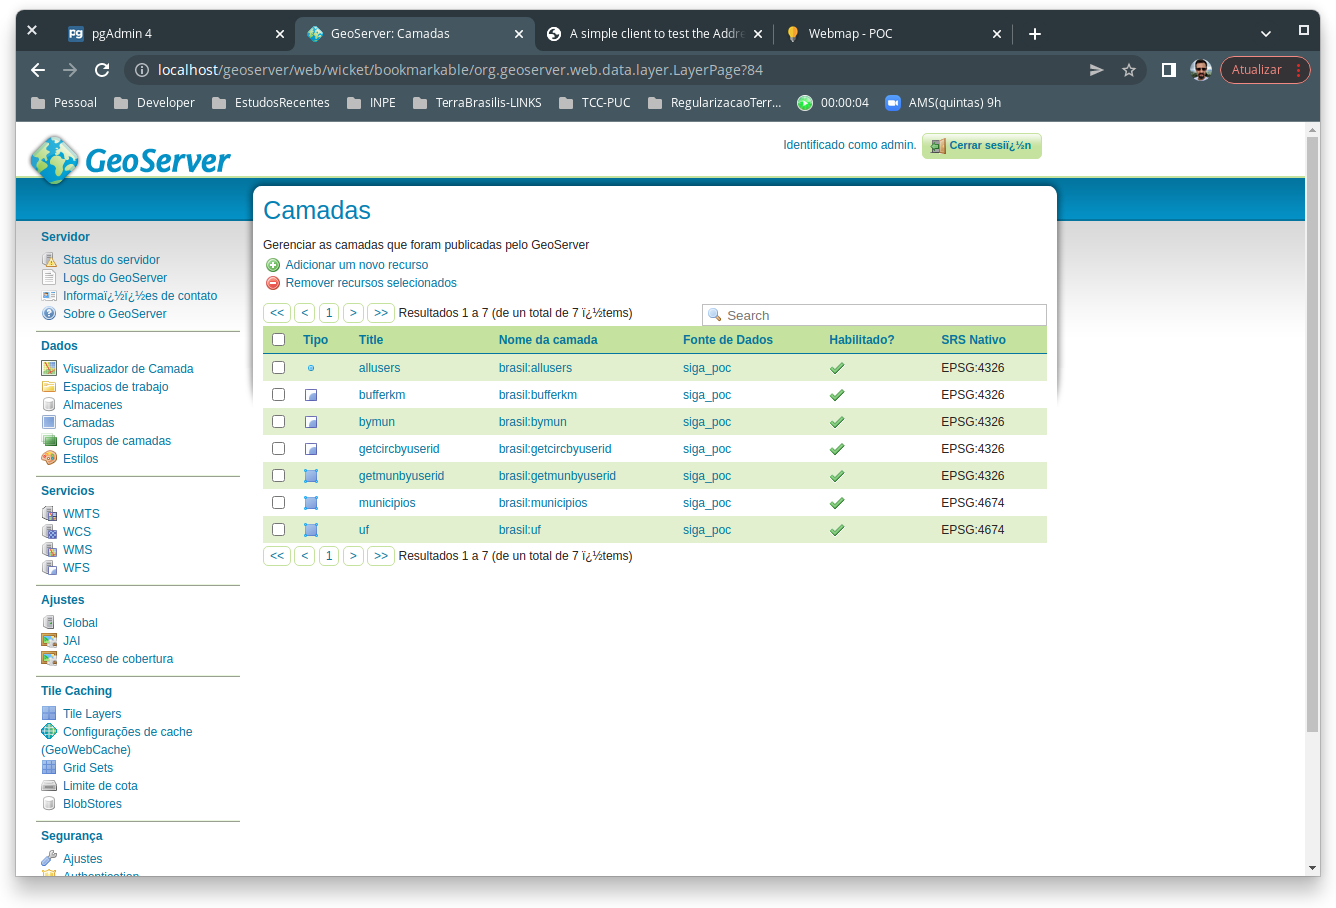 pgAdmin 4
GeoServer: Camadas
A simple client to test the Addre
Webmap - POC
localhost/geoserver/web/wicket/bookmarkable/org.geoserver.web.data.layer.LayerPage?84
Atualizar
Pessoal
Developer
EstudosRecentes
INPE
TerraBrasilis-LINKS
TCC-PUC
RegularizacaoTerr...
00:00:04
AMS(quintas) 9h
GeoServer
Identificado como admin.
Cerrar sesiï¿½n
Servidor
Status do servidor
Logs do GeoServer
Informaï¿½ï¿½es de contato
Sobre o GeoServer
Dados
Visualizador de Camada
Espacios de trabajo
Almacenes
Camadas
Grupos de camadas
Estilos
Servicios
WMTS
WCS
WMS
WFS
Ajustes
Global
JAI
Acceso de cobertura
Tile Caching
Tile Layers
Configurações de cache
(GeoWebCache)
Grid Sets
Limite de cota
BlobStores
Segurança
Ajustes
Authentication
Camadas
Gerenciar as camadas que foram publicadas pelo GeoServer
Adicionar um novo recurso
Remover recursos selecionados
<< < 1 > >> Resultados 1 a 7 (de un total de 7 ï¿½tems)
Search
Tipo Title Nome da camada Fonte de Dados Habilitado? SRS Nativo
allusers brasil:allusers siga_poc EPSG:4326
bufferkm brasil:bufferkm siga_poc EPSG:4326
bymun brasil:bymun siga_poc EPSG:4326
getcircbyuserid brasil:getcircbyuserid siga_poc EPSG:4326
getmunbyuserid brasil:getmunbyuserid siga_poc EPSG:4326
municipios brasil:municipios siga_poc EPSG:4674
uf brasil:uf siga_poc EPSG:4674
<< < 1 > >> Resultados 1 a 7 (de un total de 7 ï¿½tems)